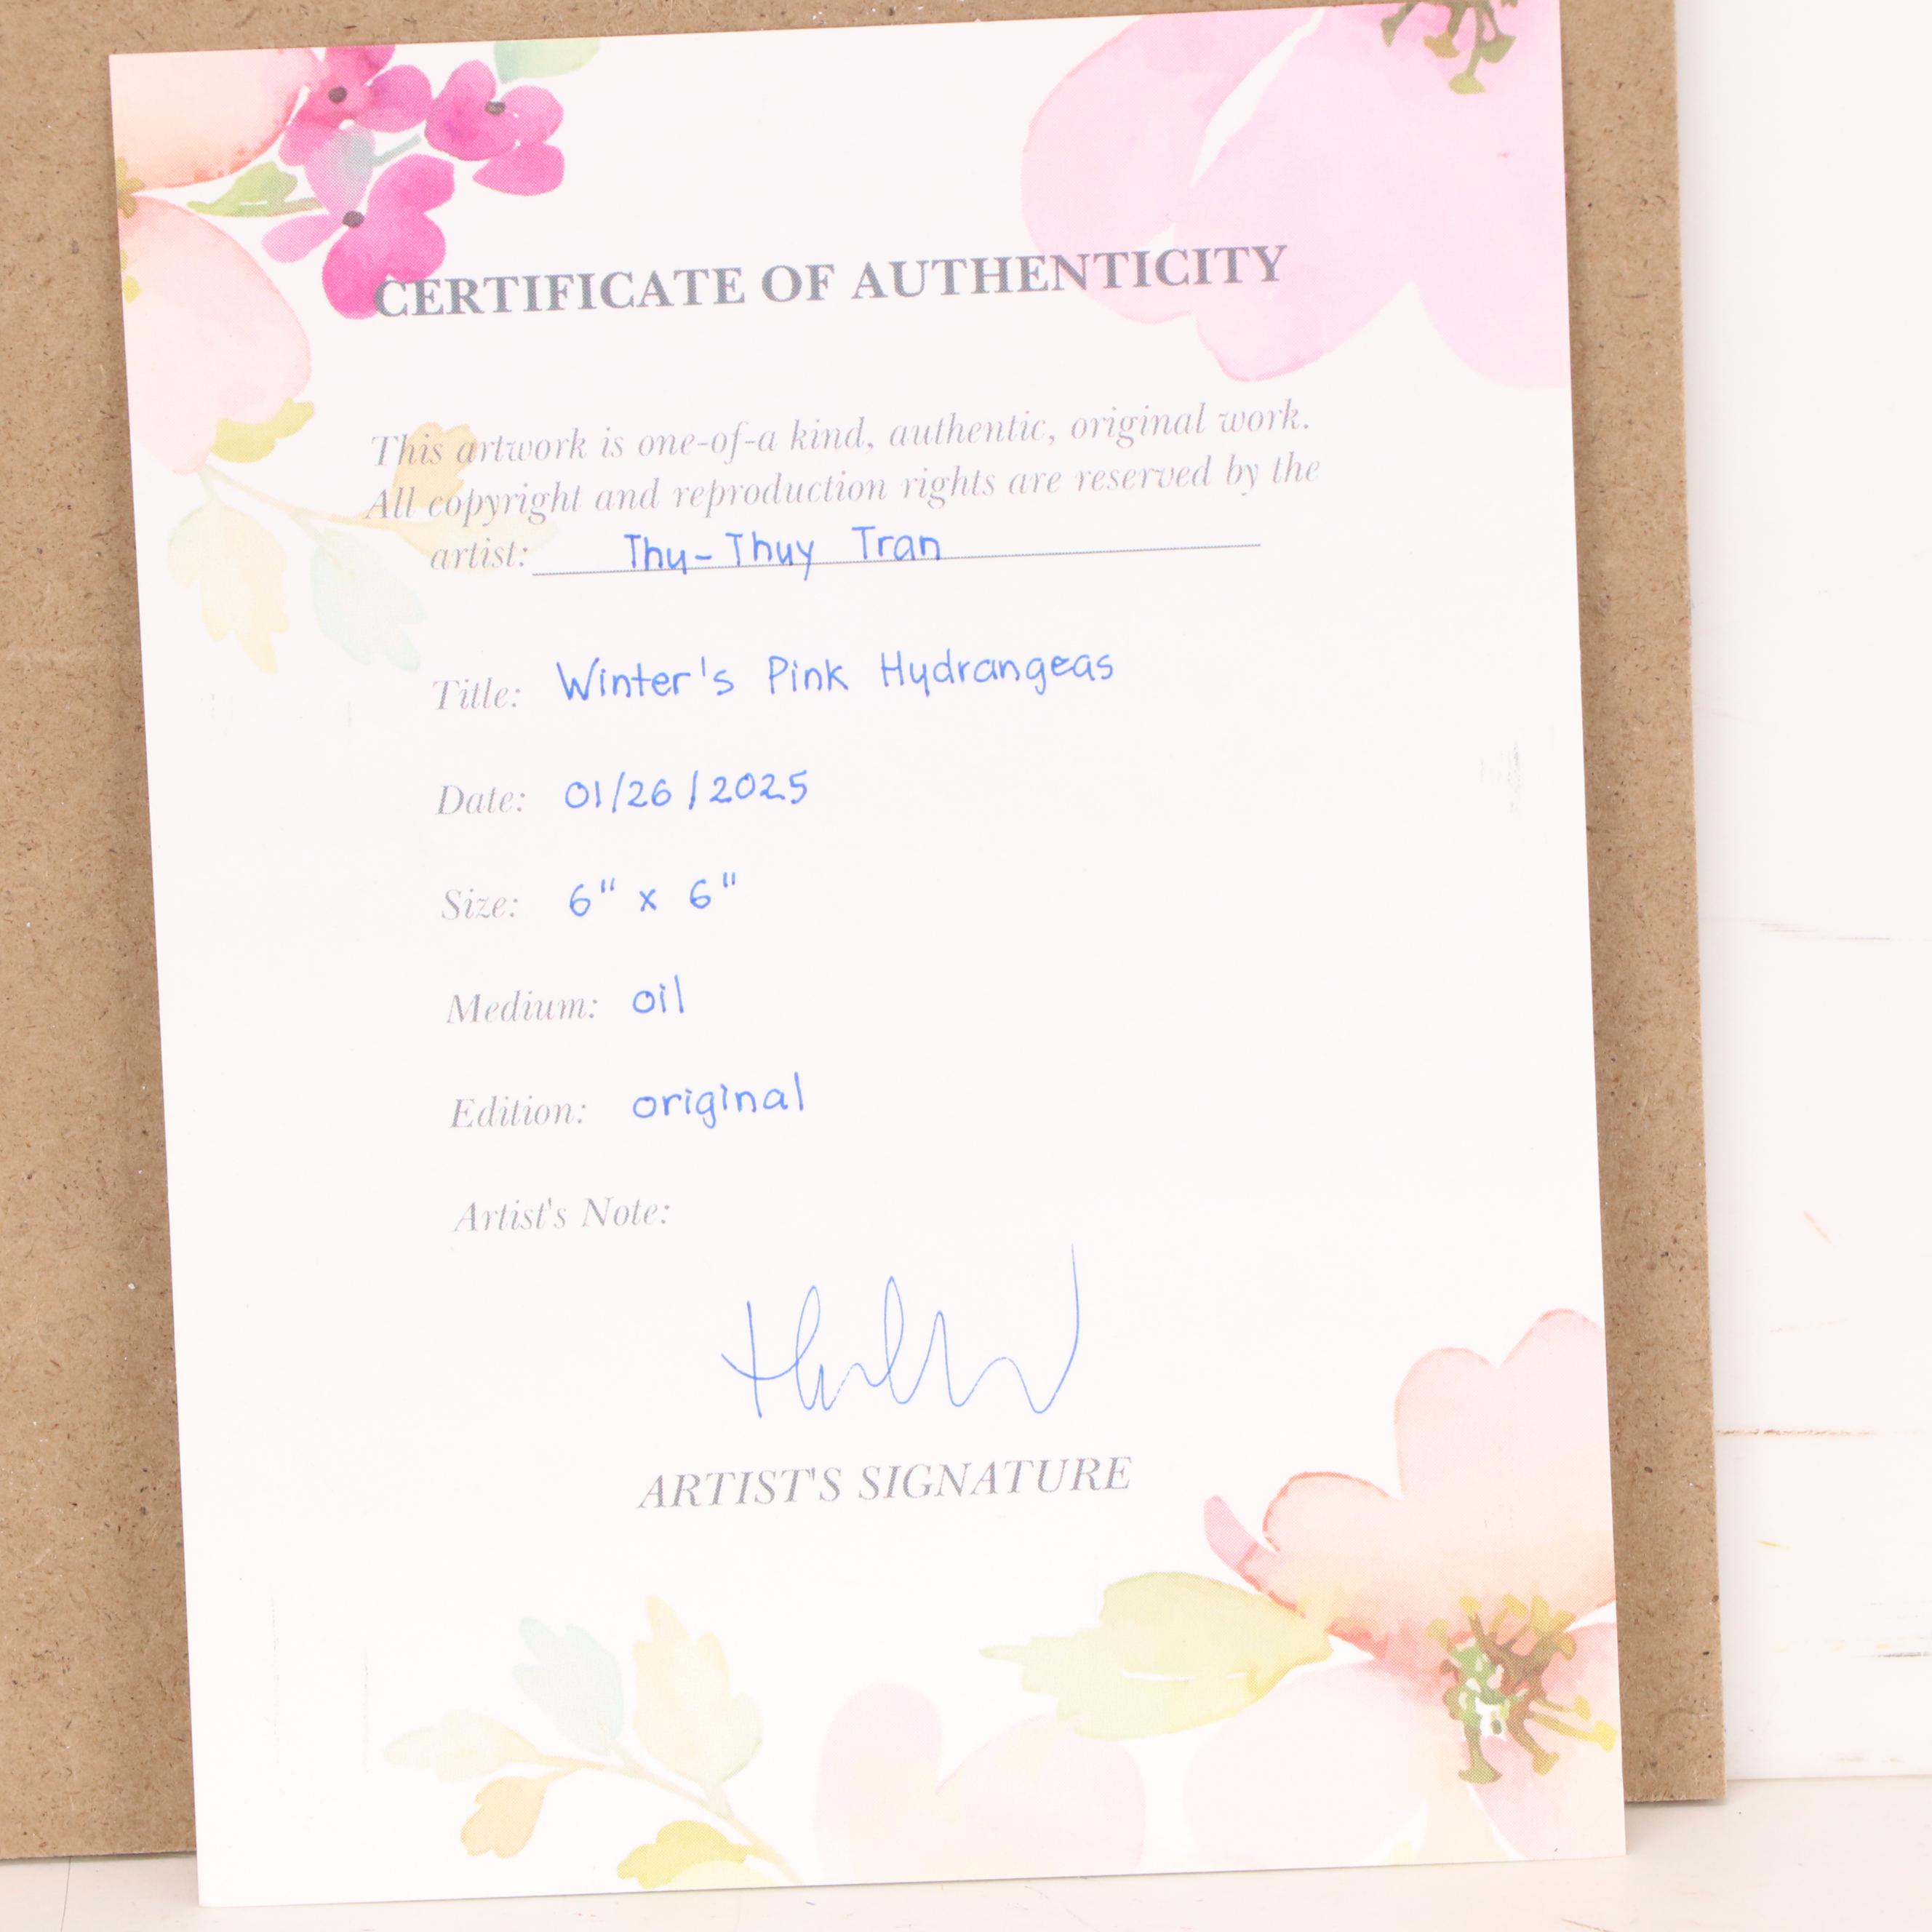 CERTIFICATE OF AUTHENTICITY
This artwork is one-of-a kind, authentic, original work.
All copyright and reproduction rights are reserved by the
artist: Thu-Thuy Tran
Title: Winter's Pink Hydrangeas
Date: 01/26/2025
Size: 6" x 6"
Medium: oil
Edition: original
Artist's Note:
ARTIST'S SIGNATURE